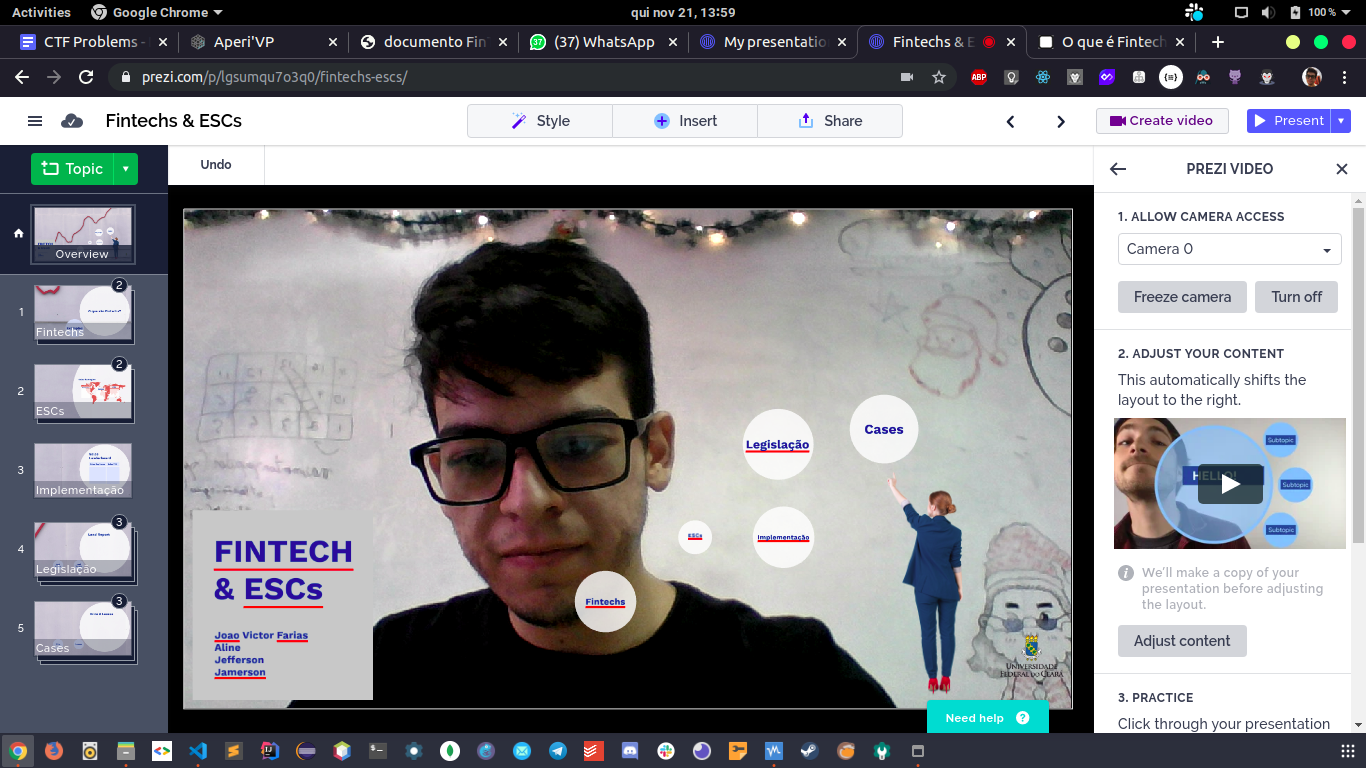 Activities
Google Chrome
qui nov 21, 13:59
100 %
CTF Problems -
Aperi'VP
documento Fin
(37) WhatsApp
My presentatio
Fintechs & E
O que é Fintech
prezi.com/p/lgsumqu7o3q0/fintechs-escs/
ABP
Fintechs & ESCs
Style
Insert
Share
Create video
Present
Topic
Undo
Overview
1
2
Fintechs
2
2
ESCs
3
Implementação
4
3
Legislação
5
3
Cases
FINTECH
& ESCs
Joao Victor Farias
Aline
Jefferson
Jamerson
Legislação
Cases
ESCs
Implementação
Fintechs
Universidade
Federal do Ceará
Need help
PREZI VIDEO
1. ALLOW CAMERA ACCESS
Camera 0
Freeze camera
Turn off
2. ADJUST YOUR CONTENT
This automatically shifts the
layout to the right.
HELLO!
Subtopic
Subtopic
Subtopic
We'll make a copy of your
presentation before adjusting
the layout.
Adjust content
3. PRACTICE
Click through your presentation